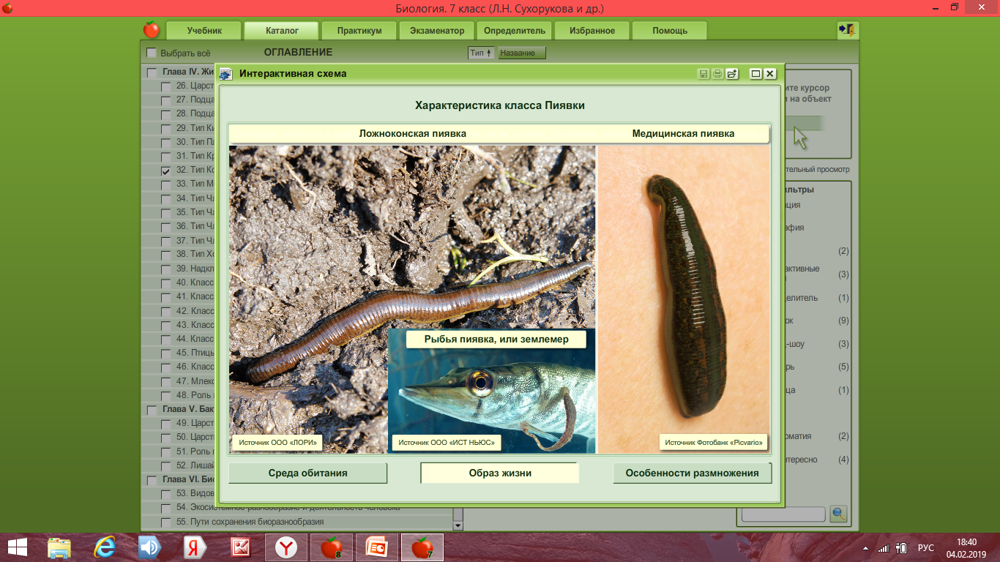 Биология. 7 класс (Л.Н. Сухорукова и др.)
Учебник
Каталог
Практикум
Экзаменатор
Определитель
Избранное
Помощь
Выбрать всё
ОГЛАВЛЕНИЕ
Тип
Название
Глава IV. Жи
26. Царст
27. Подца
28. Подца
29. Тип Ки
30. Тип Пл
31. Тип Кр
32. Тип Ко
33. Тип М
34. Тип Чл
35. Тип Чл
36. Тип Чл
37. Тип Чл
38. Тип Хо
39. Надкл
40. Класс
41. Класс
42. Класс
43. Класс
44. Класс
45. Птицы
46. Класс
47. Млеко
48. Роль
Глава V. Бак
49. Царст
50. Царст
51. Роль
52. Лишай
Глава VI. Био
53. Видов
54. Экосистемное разнообразие и деятельность человека
55. Пути сохранения биоразнообразия
Интерактивная схема
Характеристика класса Пиявки
Ложноконская пиявка
Медицинская пиявка
Рыбья пиявка, или землемер
Источник ООО «ЛОРИ»
Источник ООО «ИСТ НЬЮС»
Источник Фотобанк «Picvario»
Среда обитания
Образ жизни
Особенности размножения
ите курсор
на объект
тельный просмотр
ильтры
ция
афия
(2)
активные
(3)
делитель (1)
ок (9)
-шоу (3)
рь (5)
ца (1)
оматия (2)
нтересно (4)
8
7
РУС
18:40
04.02.2019